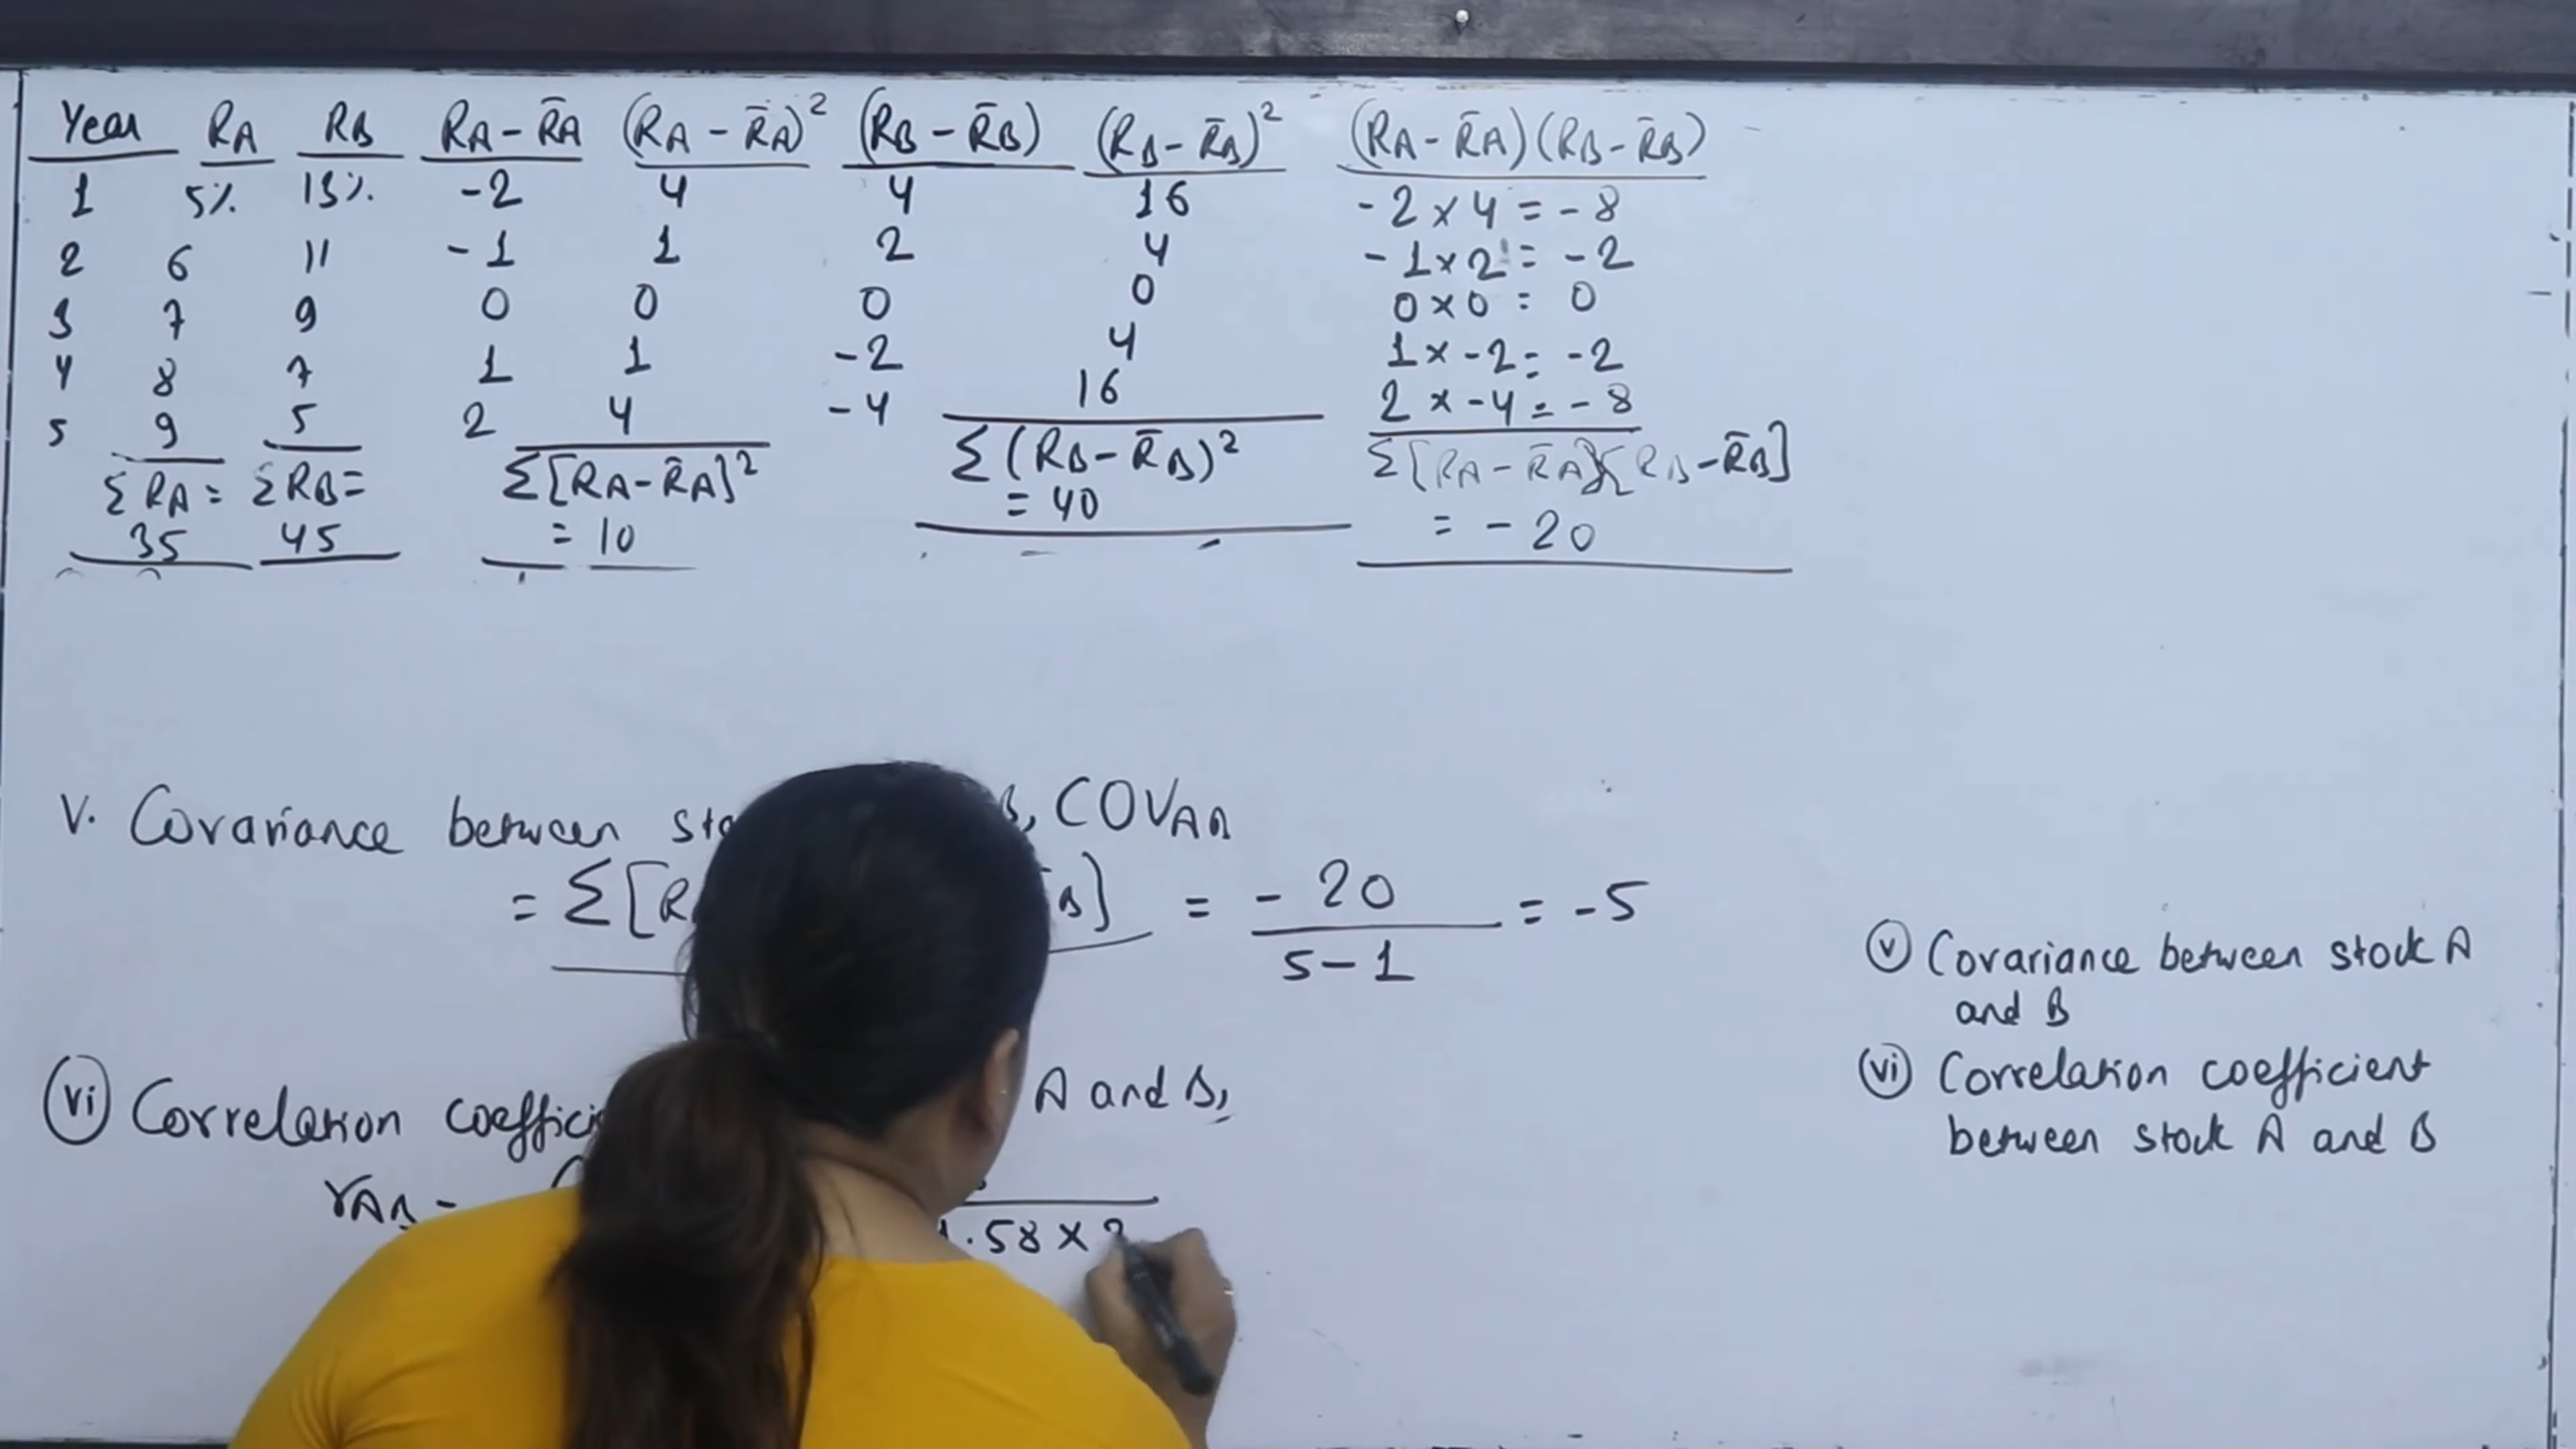 Year RA RB RA - R̄A (RA - R̄A)² (RB - R̄B) (RB - R̄B)² (RA - R̄A)(RB - R̄B)
1 5% 13% -2 4 4 16 -2 × 4 = -8
2 6 11 -1 1 2 4 -1 × 2 = -2
3 7 9 0 0 0 0 0 × 0 = 0
4 8 7 1 1 -2 4 1 × -2 = -2
5 9 5 2 4 -4 16 2 × -4 = -8
ΣRA = ΣRB = Σ[RA - R̄A]² Σ(RB - R̄B)² Σ[RA - R̄A][RB - R̄B]
35 45 = 10 = 40 = -20
V. Covariance between COVAB
= Σ[R B] = -20 / 5-1 = -5
(vi) Correlation A and B,
rAB = .58 ×
(v) Covariance between stock A
and B
(vi) Correlation coefficient
between stock A and B